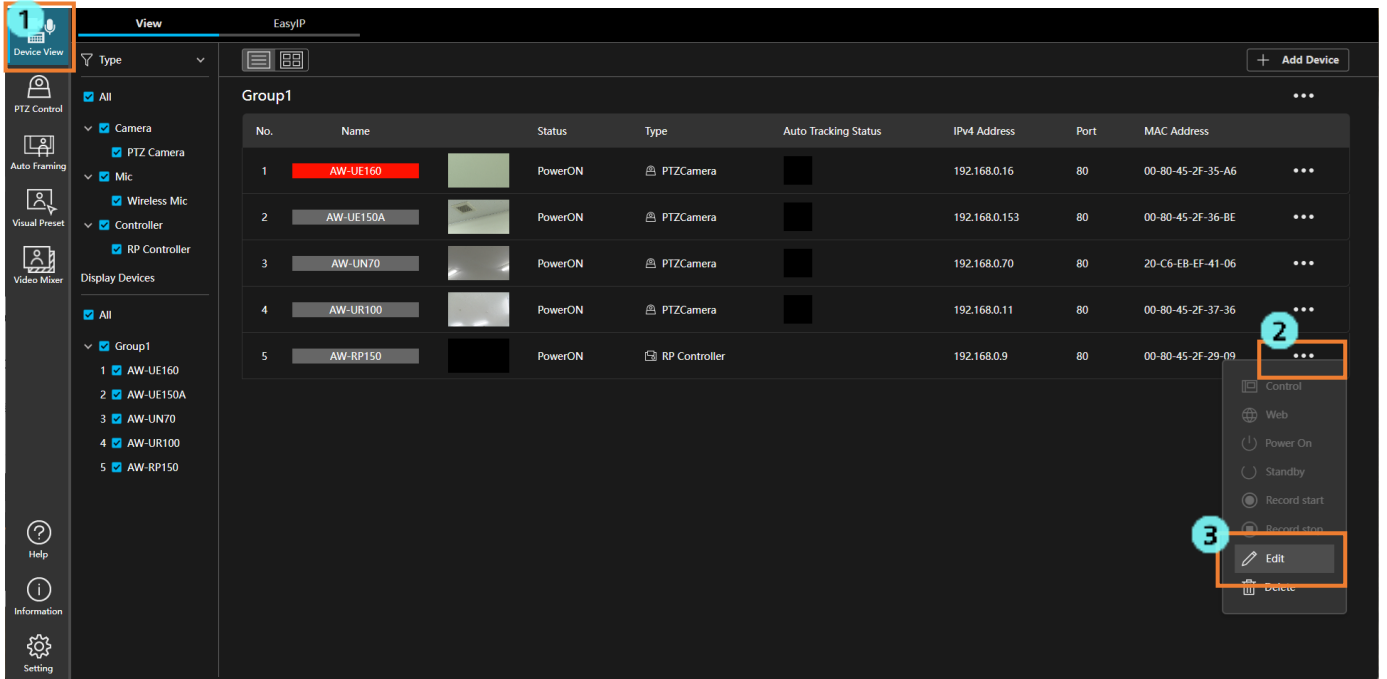 1
Device View
PTZ Control
Auto Framing
Visual Preset
Video Mixer
Help
Information
Setting
View EasyIP
Type
All
Camera
PTZ Camera
Mic
Wireless Mic
Controller
RP Controller
Display Devices
All
Group1
1 AW-UE160
2 AW-UE150A
3 AW-UN70
4 AW-UR100
5 AW-RP150
+ Add Device
Group1 •••
No. Name Status Type Auto Tracking Status IPv4 Address Port MAC Address
1 AW-UE160 PowerON PTZCamera 192.168.0.16 80 00-80-45-2F-35-A6 •••
2 AW-UE150A PowerON PTZCamera 192.168.0.153 80 00-80-45-2F-36-BE •••
3 AW-UN70 PowerON PTZCamera 192.168.0.70 80 20-C6-EB-EF-41-06 •••
4 AW-UR100 PowerON PTZCamera 192.168.0.11 80 00-80-45-2F-37-36 •••
2
5 AW-RP150 PowerON RP Controller 192.168.0.9 80 00-80-45-2F-29-09 •••
Control
Web
Power On
Standby
Record start
Record stop
3
Edit
Delete